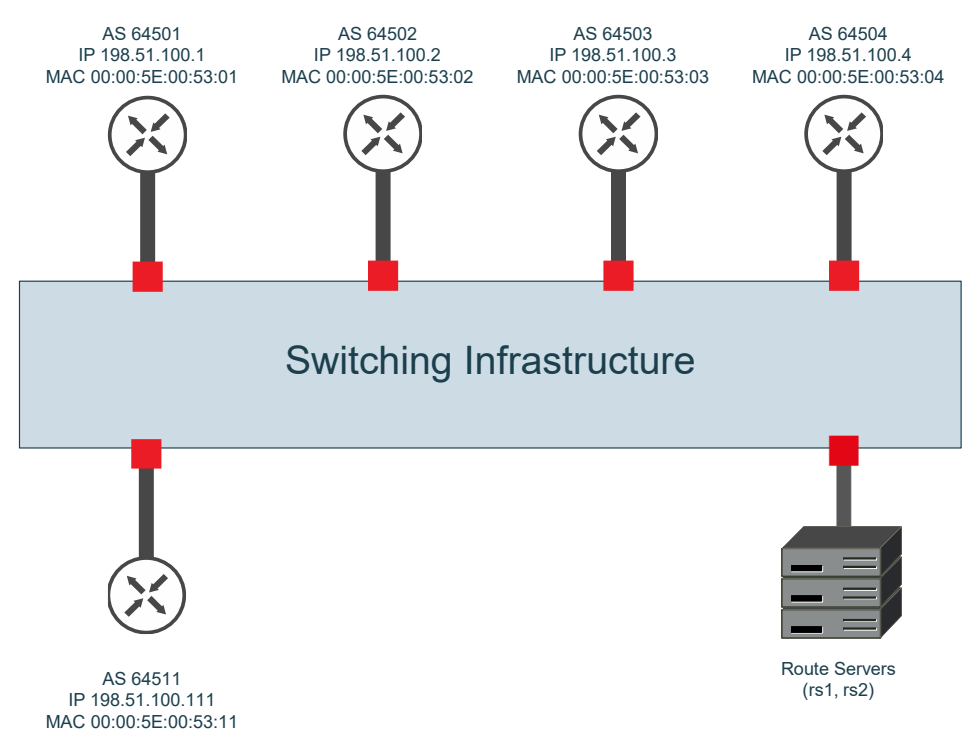 AS 64501
IP 198.51.100.1
MAC 00:00:5E:00:53:01
AS 64502
IP 198.51.100.2
MAC 00:00:5E:00:53:02
AS 64503
IP 198.51.100.3
MAC 00:00:5E:00:53:03
AS 64504
IP 198.51.100.4
MAC 00:00:5E:00:53:04
Switching Infrastructure
AS 64511
IP 198.51.100.111
MAC 00:00:5E:00:53:11
Route Servers
(rs1, rs2)